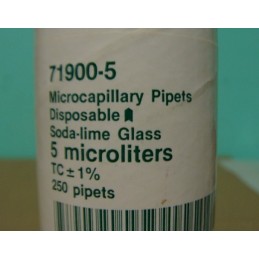 71900-5
Microcapillary Pipets
Disposable
Soda-lime Glass
5 microliters
TC ± 1%
250 pipets